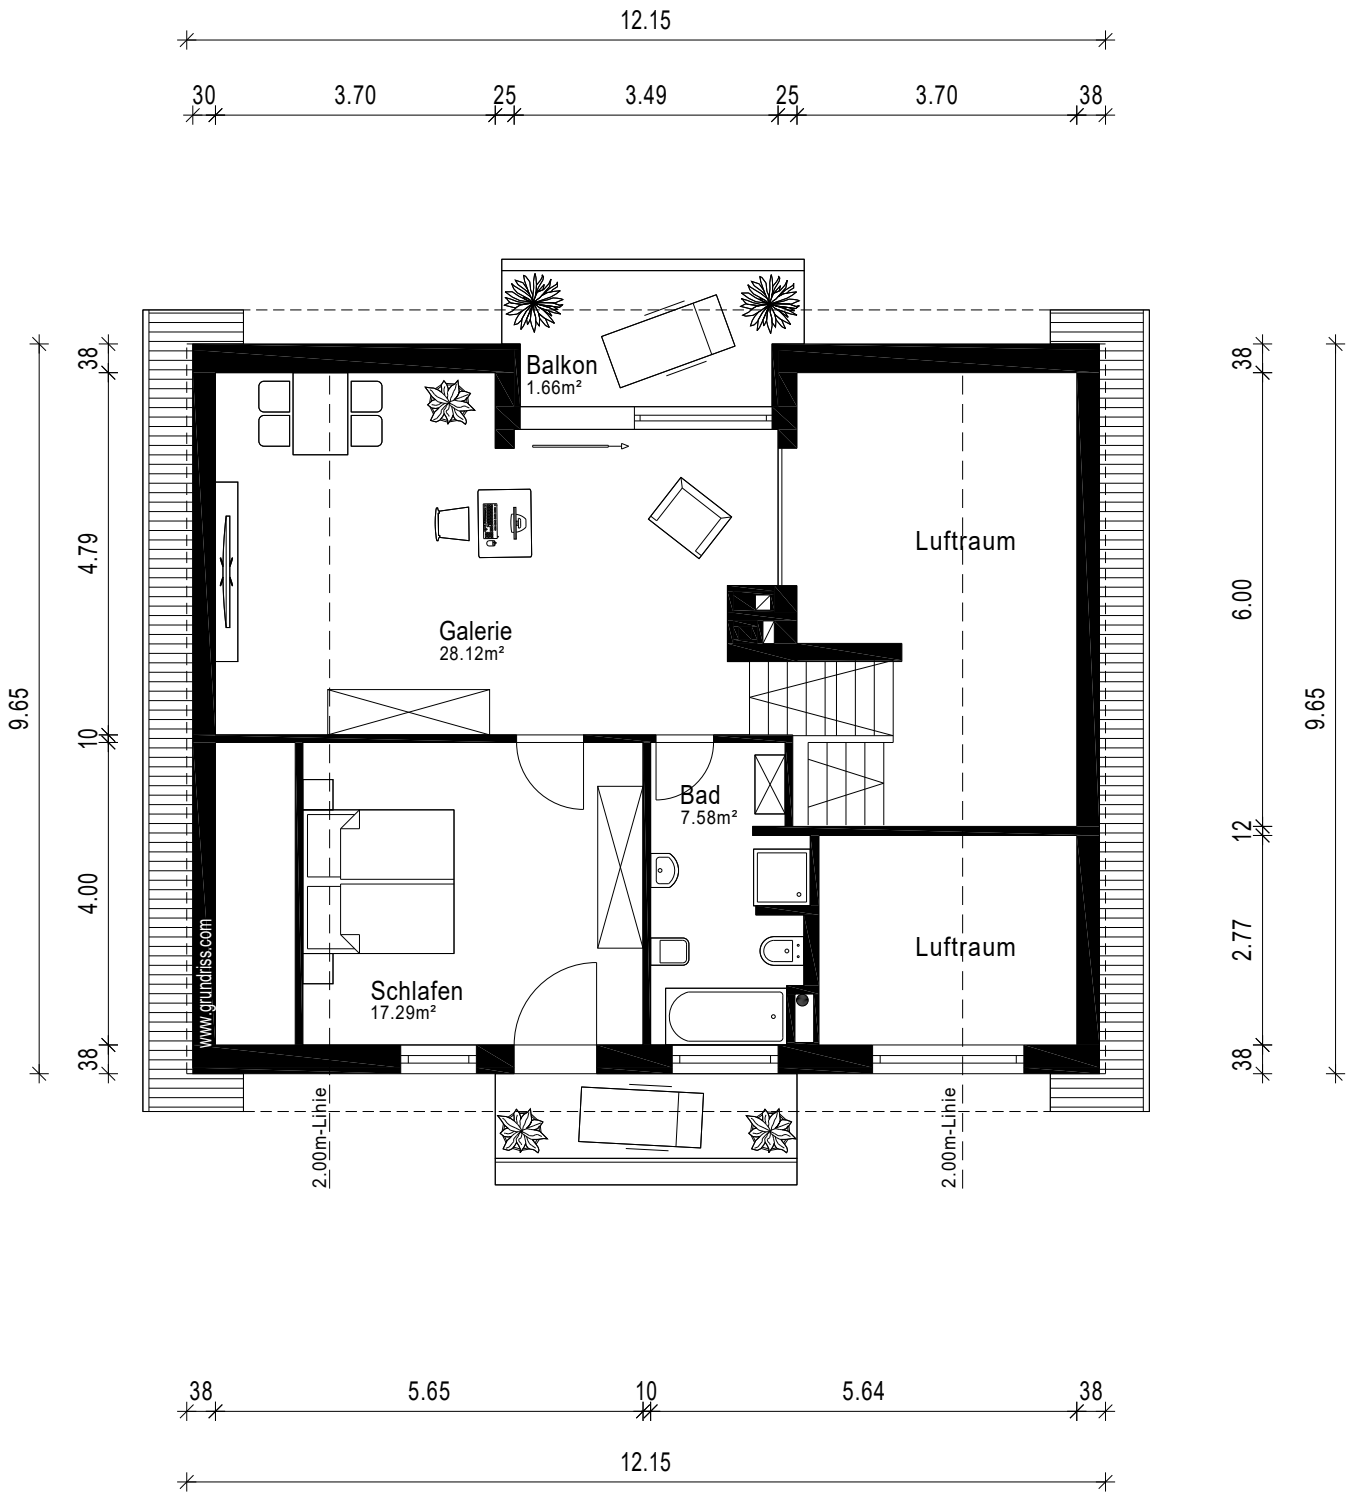 12.15
30 3.70 25 3.49 25 3.70 38
Balkon
1.66m²
38
38
4.79
Luftraum
6.00
Galerie
28.12m²
9.65
9.65
10
Bad
7.58m²
12
4.00
www.grundriss.com
2.77
Luftraum
Schlafen
17.29m²
38
38
2.00m-Linie
2.00m-Linie
38 5.65 10 5.64 38
12.15